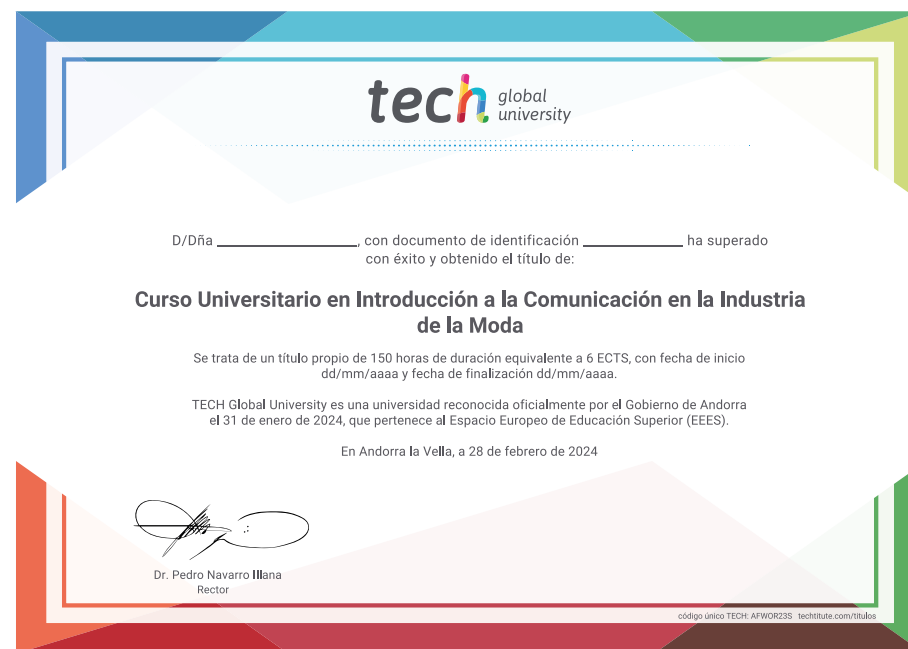 tech global
university
D/Dña ____________________, con documento de identificación ______________ ha superado
con éxito y obtenido el título de:
Curso Universitario en Introducción a la Comunicación en la Industria
de la Moda
Se trata de un título propio de 150 horas de duración equivalente a 6 ECTS, con fecha de inicio
dd/mm/aaaa y fecha de finalización dd/mm/aaaa.
TECH Global University es una universidad reconocida oficialmente por el Gobierno de Andorra
el 31 de enero de 2024, que pertenece al Espacio Europeo de Educación Superior (EEES).
En Andorra la Vella, a 28 de febrero de 2024
Dr. Pedro Navarro Illana
Rector
código único TECH: AFWOR23S techtitute.com/titulos